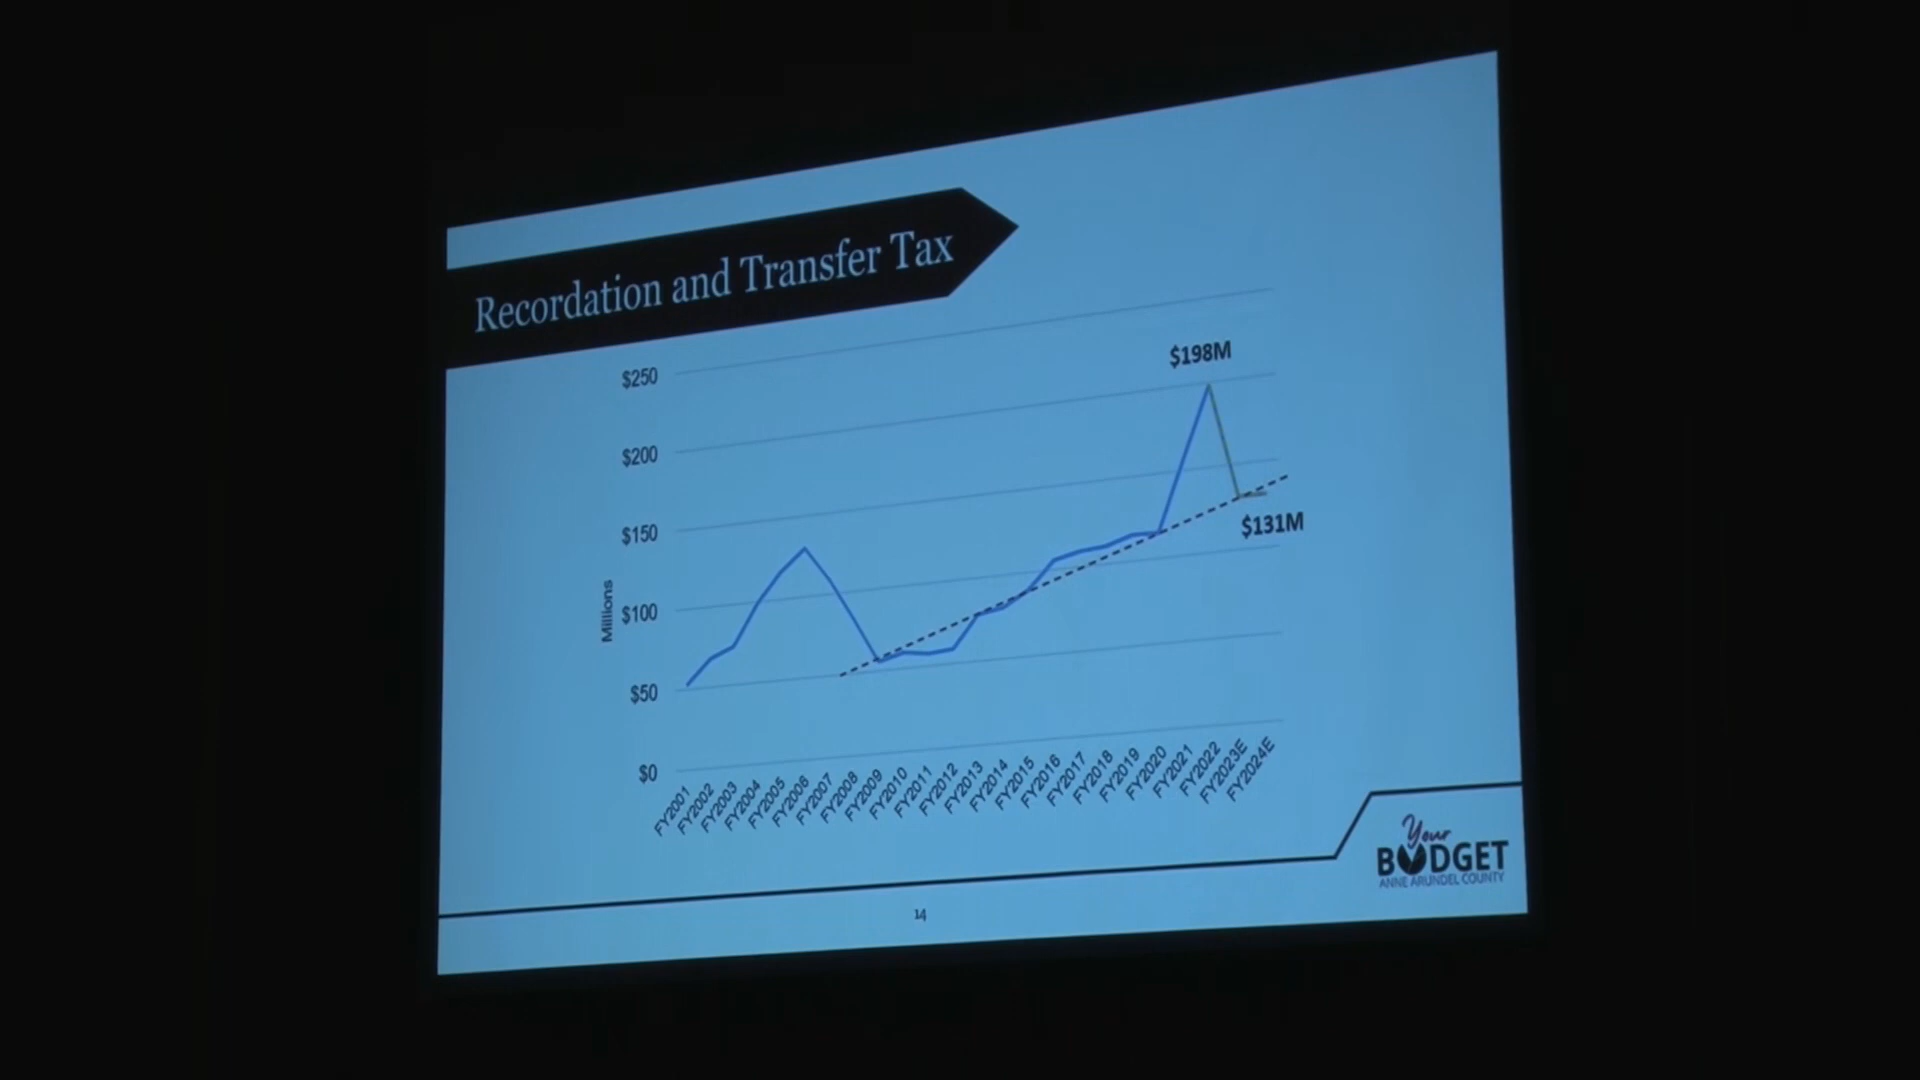 Recordation and Transfer Tax
$250
$200
$150
$100
$50
$0
Millions
$198M
$131M
FY2001
FY2002
FY2003
FY2004
FY2005
FY2006
FY2007
FY2008
FY2009
FY2010
FY2011
FY2012
FY2013
FY2014
FY2015
FY2016
FY2017
FY2018
FY2019
FY2020
FY2021
FY2022
FY2023E
FY2024E
Your
BUDGET
ANNE ARUNDEL COUNTY
14